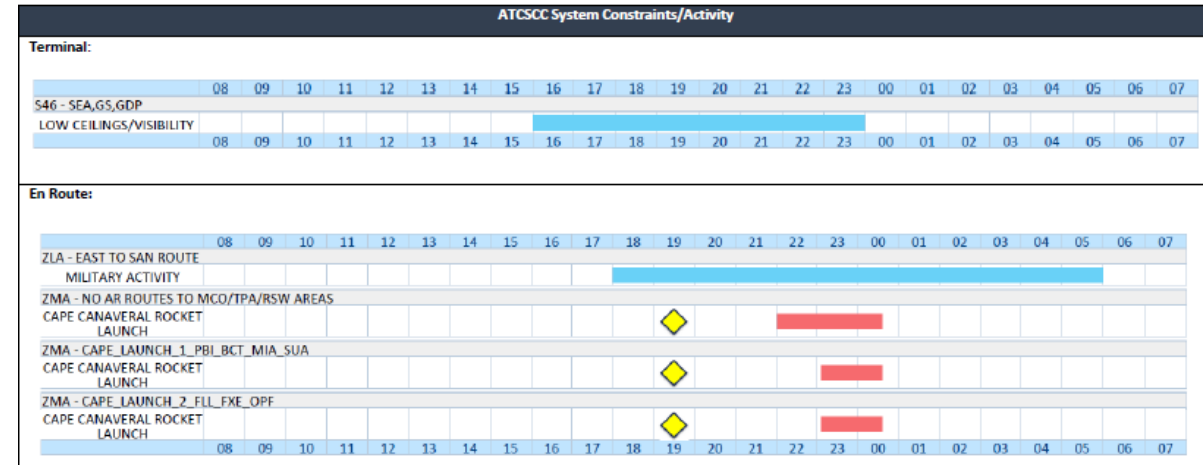 ATCSCC System Constraints/Activity
Terminal:
08 09 10 11 12 13 14 15 16 17 18 19 20 21 22 23 00 01 02 03 04 05 06 07
S46 - SEA,GS,GDP
LOW CEILINGS/VISIBILITY
08 09 10 11 12 13 14 15 16 17 18 19 20 21 22 23 00 01 02 03 04 05 06 07
En Route:
08 09 10 11 12 13 14 15 16 17 18 19 20 21 22 23 00 01 02 03 04 05 06 07
ZLA - EAST TO SAN ROUTE
MILITARY ACTIVITY
ZMA - NO AR ROUTES TO MCO/TPA/RSW AREAS
CAPE CANAVERAL ROCKET
LAUNCH
ZMA - CAPE_LAUNCH_1_PBI_BCT_MIA_SUA
CAPE CANAVERAL ROCKET
LAUNCH
ZMA - CAPE_LAUNCH_2_FLL_FXE_OPF
CAPE CANAVERAL ROCKET
LAUNCH
08 09 10 11 12 13 14 15 16 17 18 19 20 21 22 23 00 01 02 03 04 05 06 07